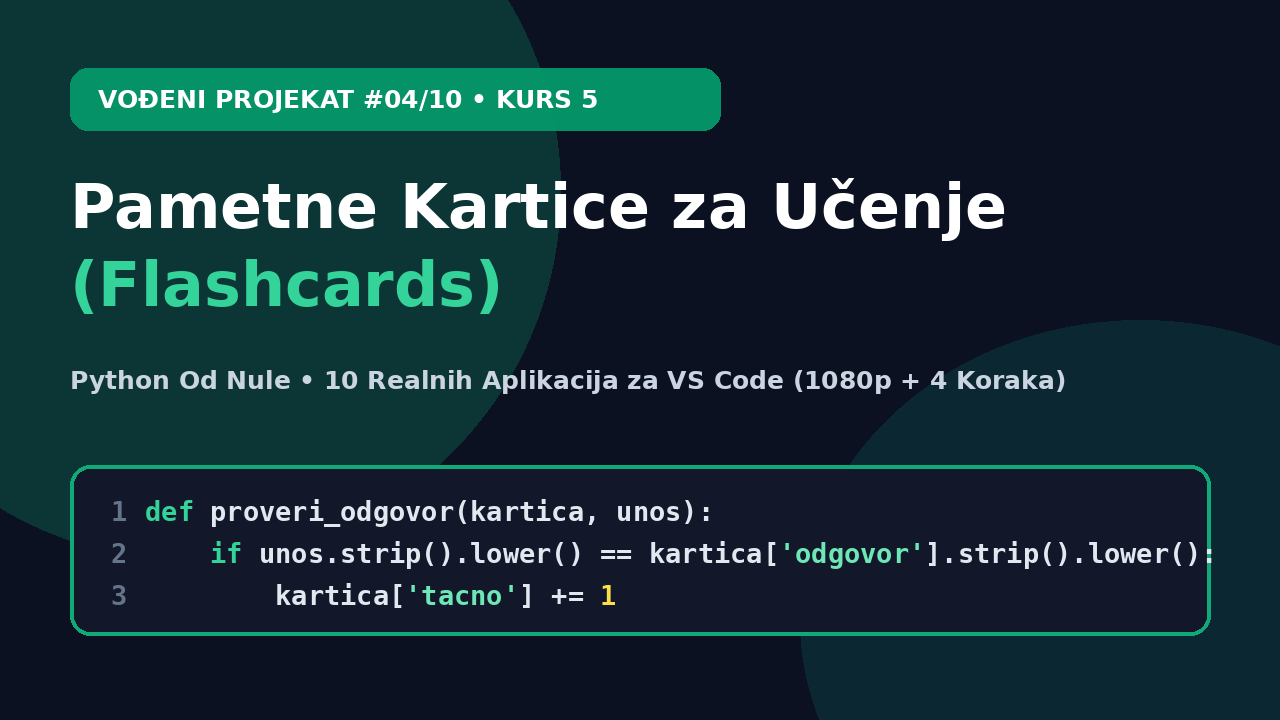 VOĐENI PROJEKAT #04/10 • KURS 5
Pametne Kartice za Učenje
(Flashcards)
Python Od Nule • 10 Realnih Aplikacija za VS Code (1080p + 4 Koraka)
1 def proveri_odgovor(kartica, unos):
2     if unos.strip().lower() == kartica['odgovor'].strip().lower():
3         kartica['tacno'] += 1